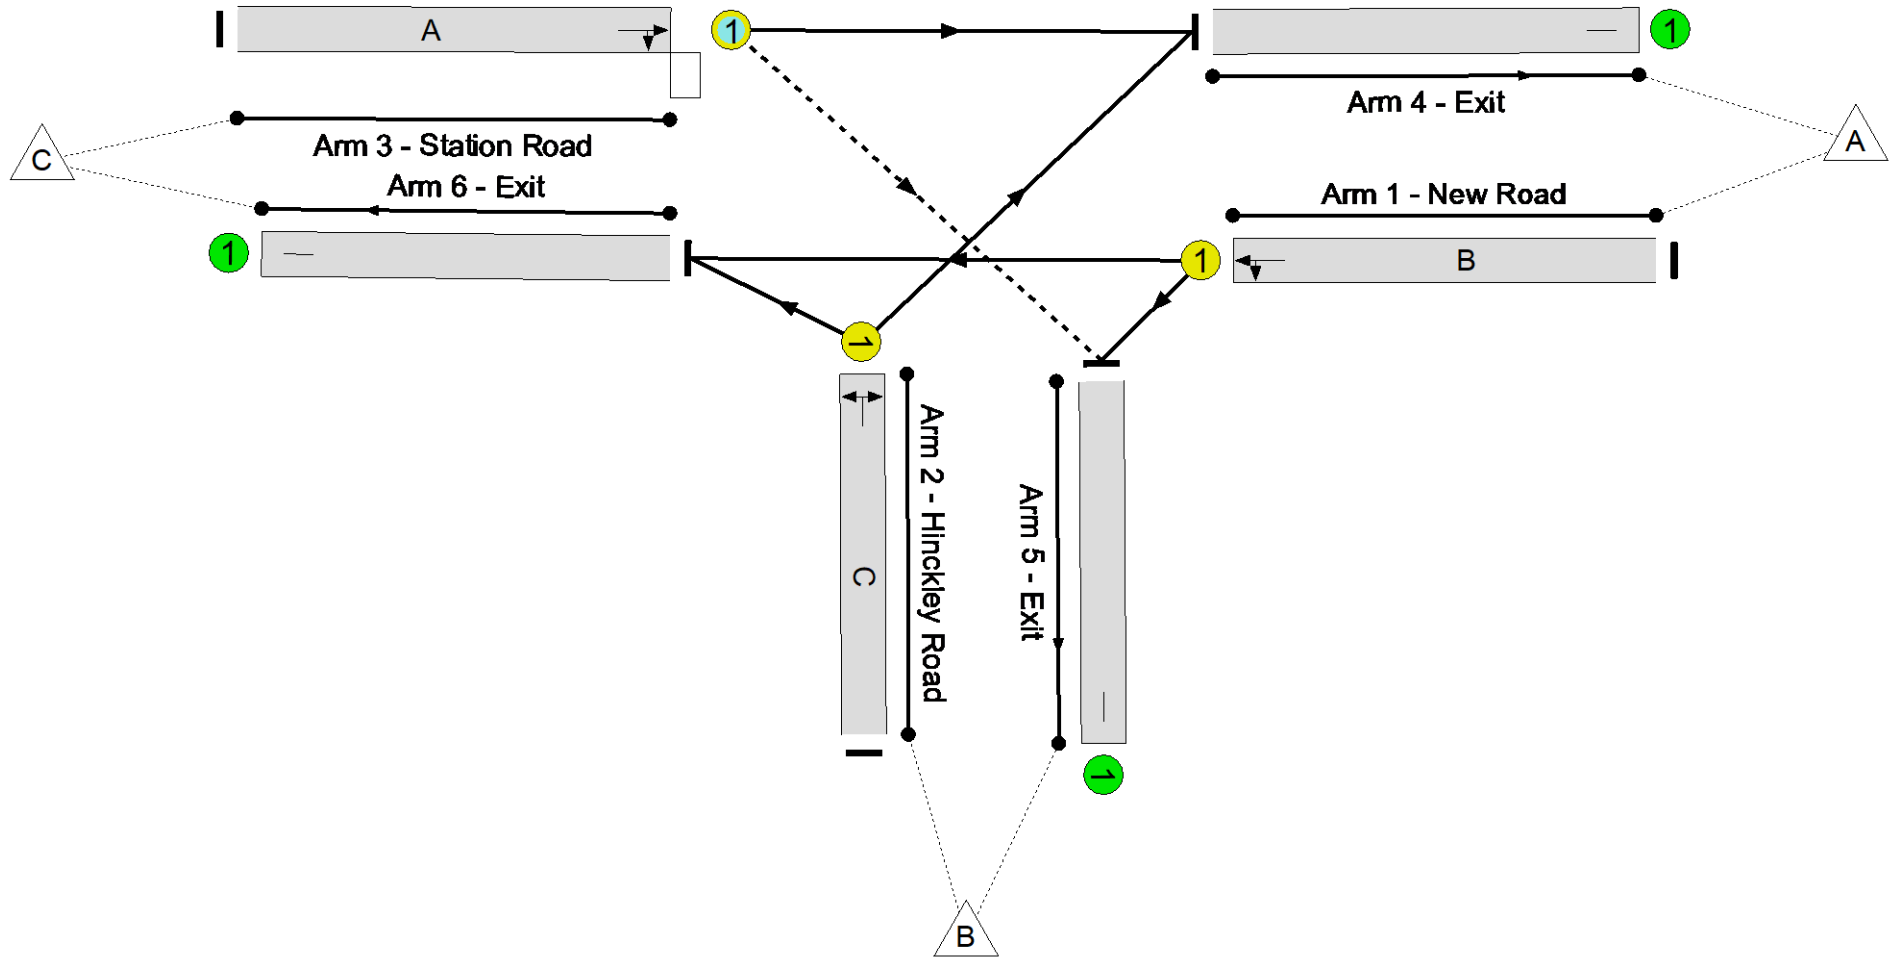 A
1
1
Arm 4 - Exit
C
Arm 3 - Station Road
A
Arm 6 - Exit
Arm 1 - New Road
1
1
B
1
Arm 2 - Hinckley Road
Arm 5 - Exit
C
1
B